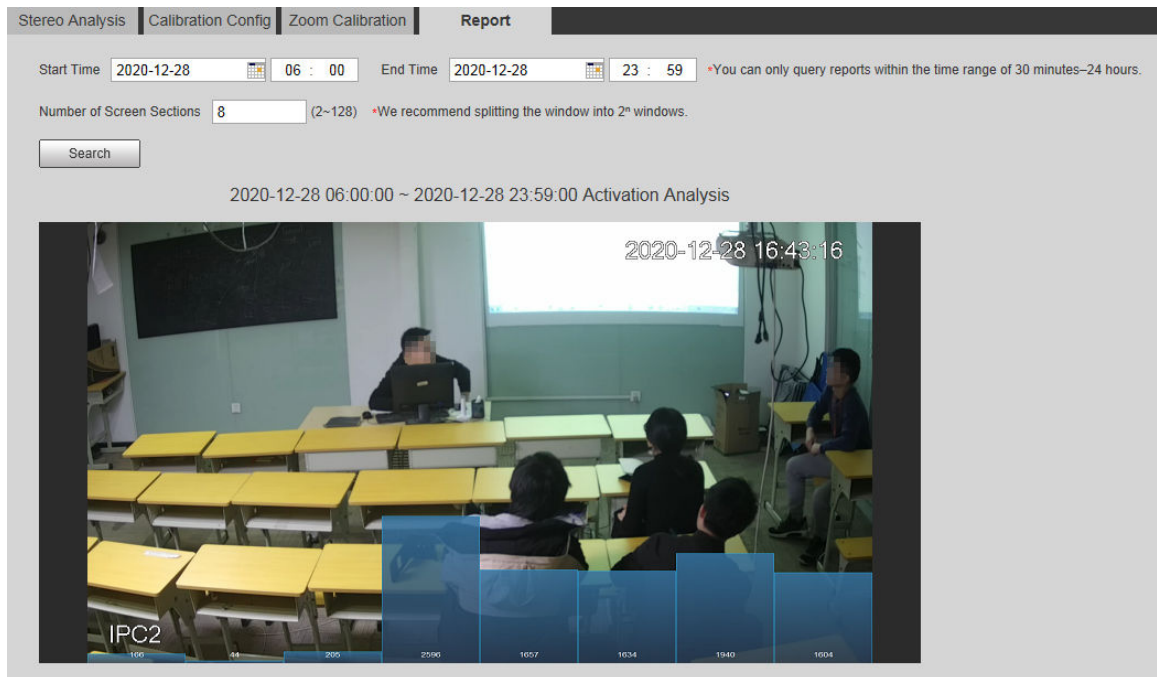 Stereo Analysis Calibration Config Zoom Calibration Report
Start Time 2020-12-28 06 : 00 End Time 2020-12-28 23 : 59 *You can only query reports within the time range of 30 minutes–24 hours.
Number of Screen Sections 8 (2~128) *We recommend splitting the window into 2ⁿ windows.
Search
2020-12-28 06:00:00 ~ 2020-12-28 23:59:00 Activation Analysis
2020-12-28 16:43:16
IPC2
166 44 205 2596 1657 1634 1940 1604